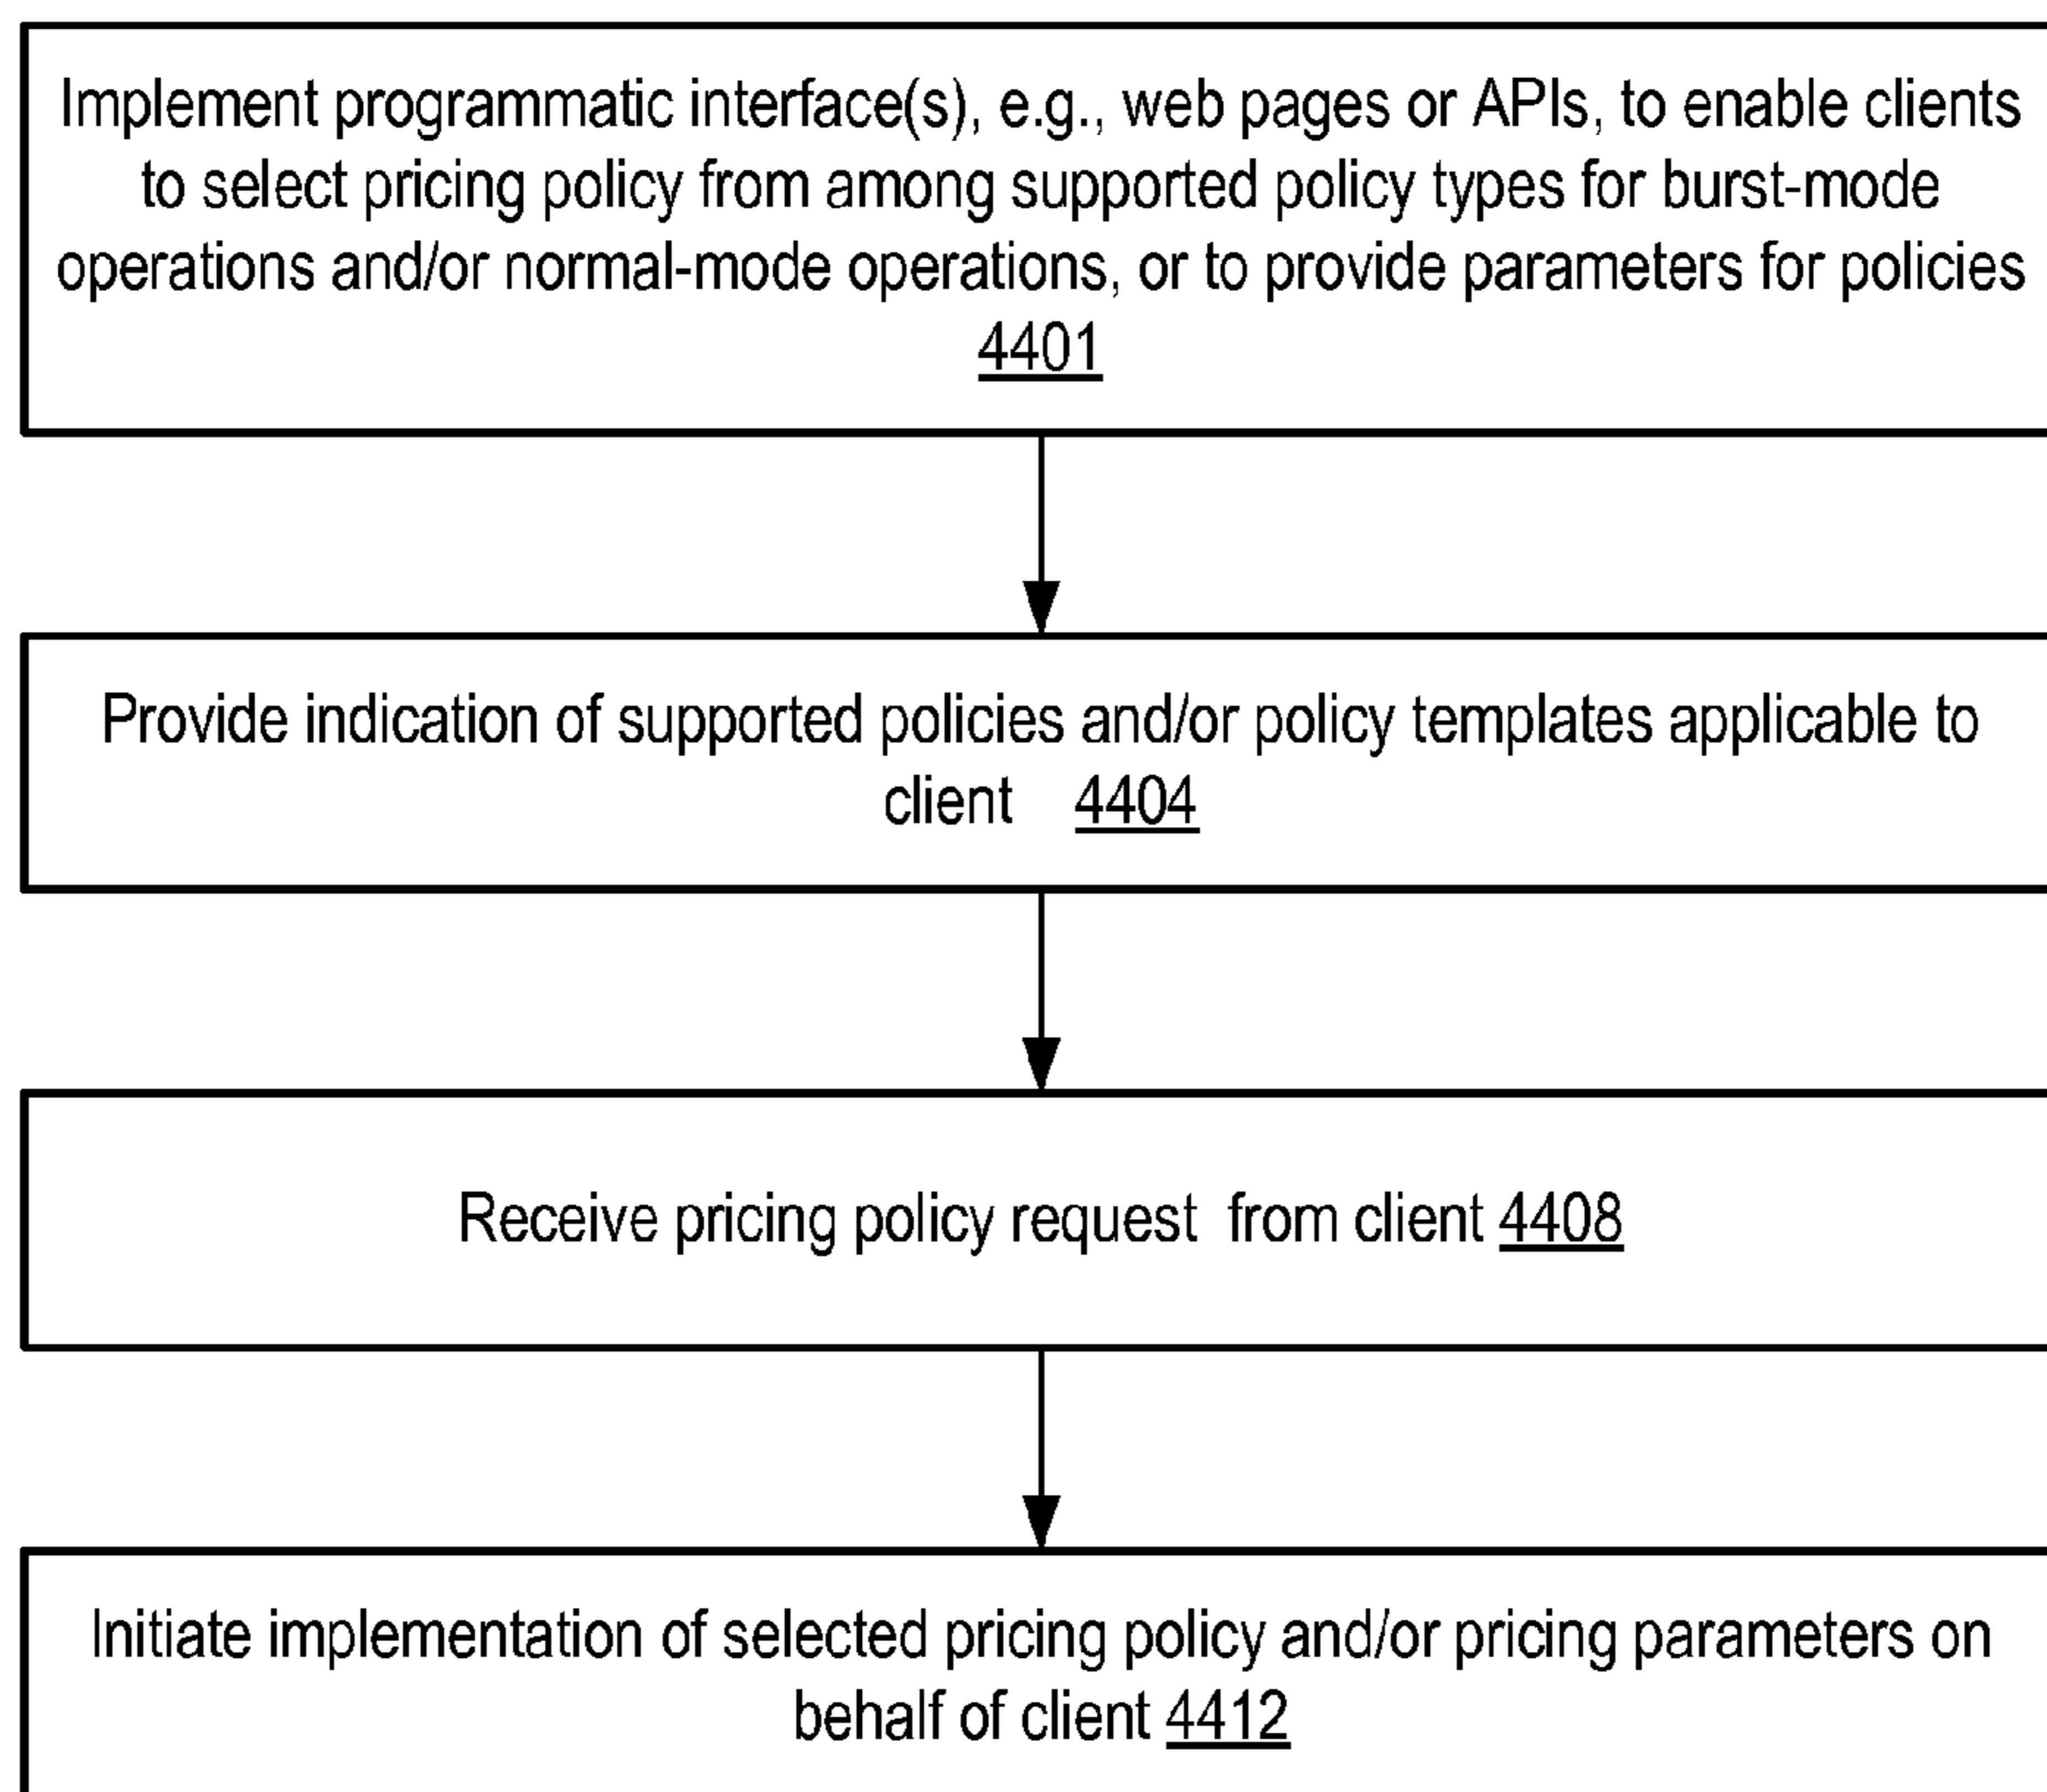 Implement programmatic interface(s), e.g., web pages or APIs, to enable clients
to select pricing policy from among supported policy types for burst-mode
operations and/or normal-mode operations, or to provide parameters for policies
4401
Provide indication of supported policies and/or policy templates applicable to
client 4404
Receive pricing policy request from client 4408
Initiate implementation of selected pricing policy and/or pricing parameters on
behalf of client 4412